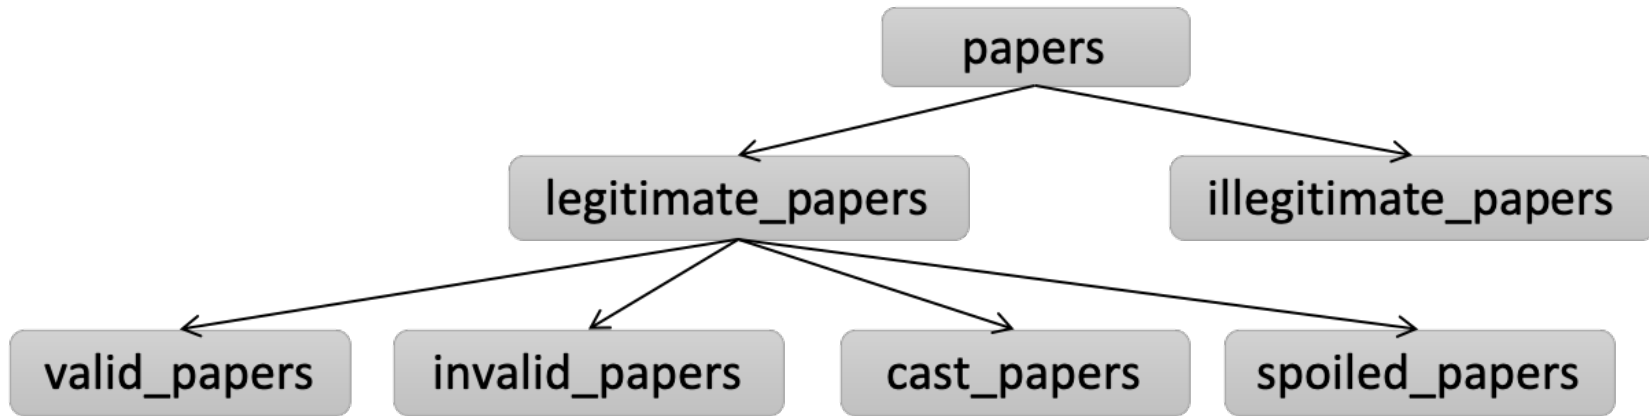 papers
legitimate_papers
illegitimate_papers
valid_papers
invalid_papers
cast_papers
spoiled_papers